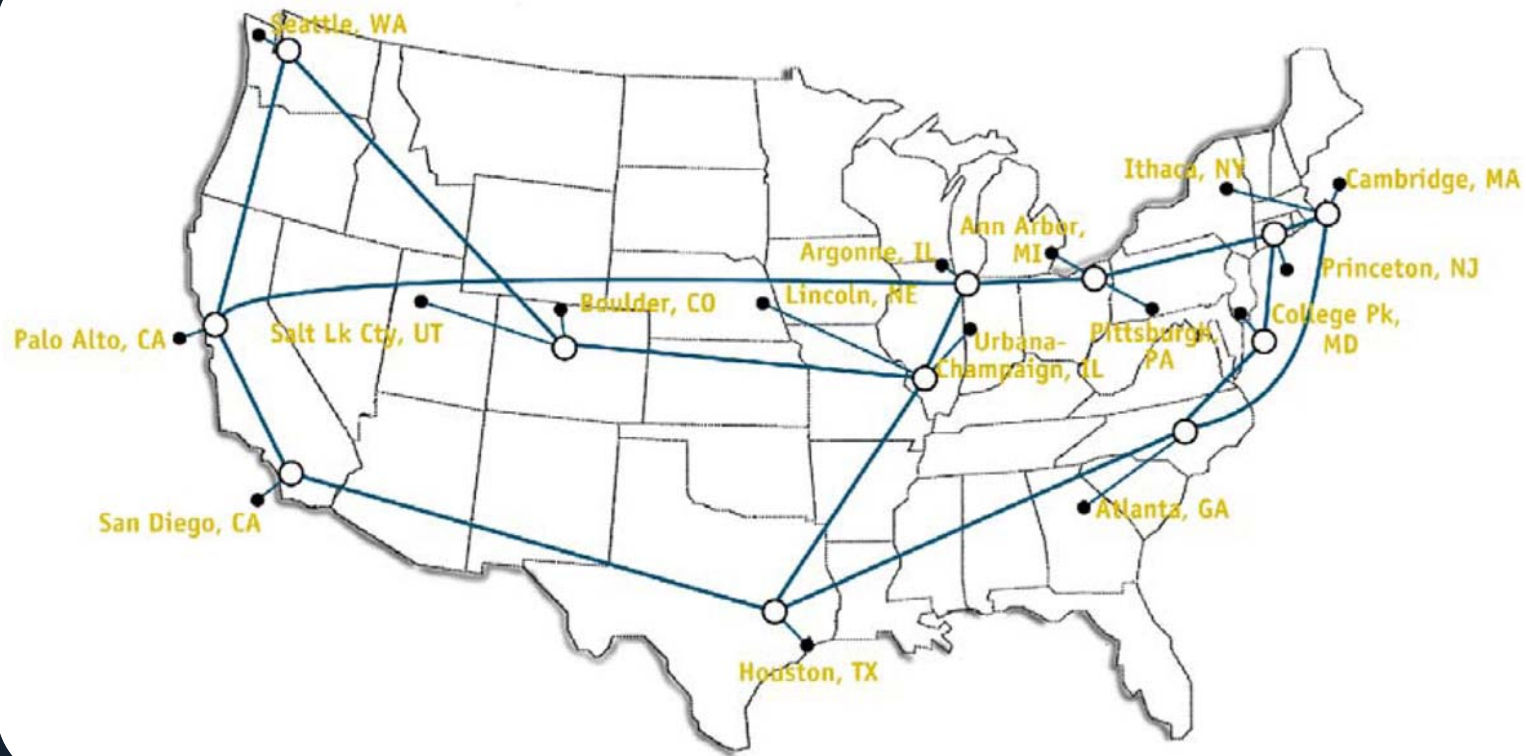 Seattle, WA
Ithaca, NY
Cambridge, MA
Ann Arbor,
MI
Argonne, IL
Princeton, NJ
Boulder, CO
Lincoln, NE
College Pk,
MD
Palo Alto, CA
Salt Lk Cty, UT
Urbana-
Champaign, IL
Pittsburgh,
PA
San Diego, CA
Atlanta, GA
Houston, TX